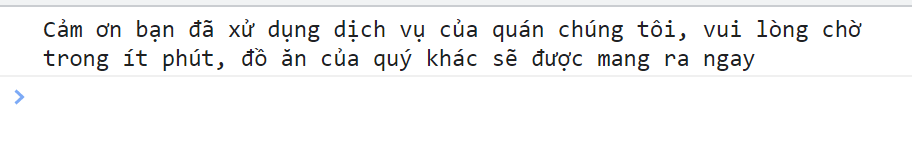 Cảm ơn bạn đã xử dụng dịch vụ của quán chúng tôi, vui lòng chờ
trong ít phút, đồ ăn của quý khác sẽ được mang ra ngay